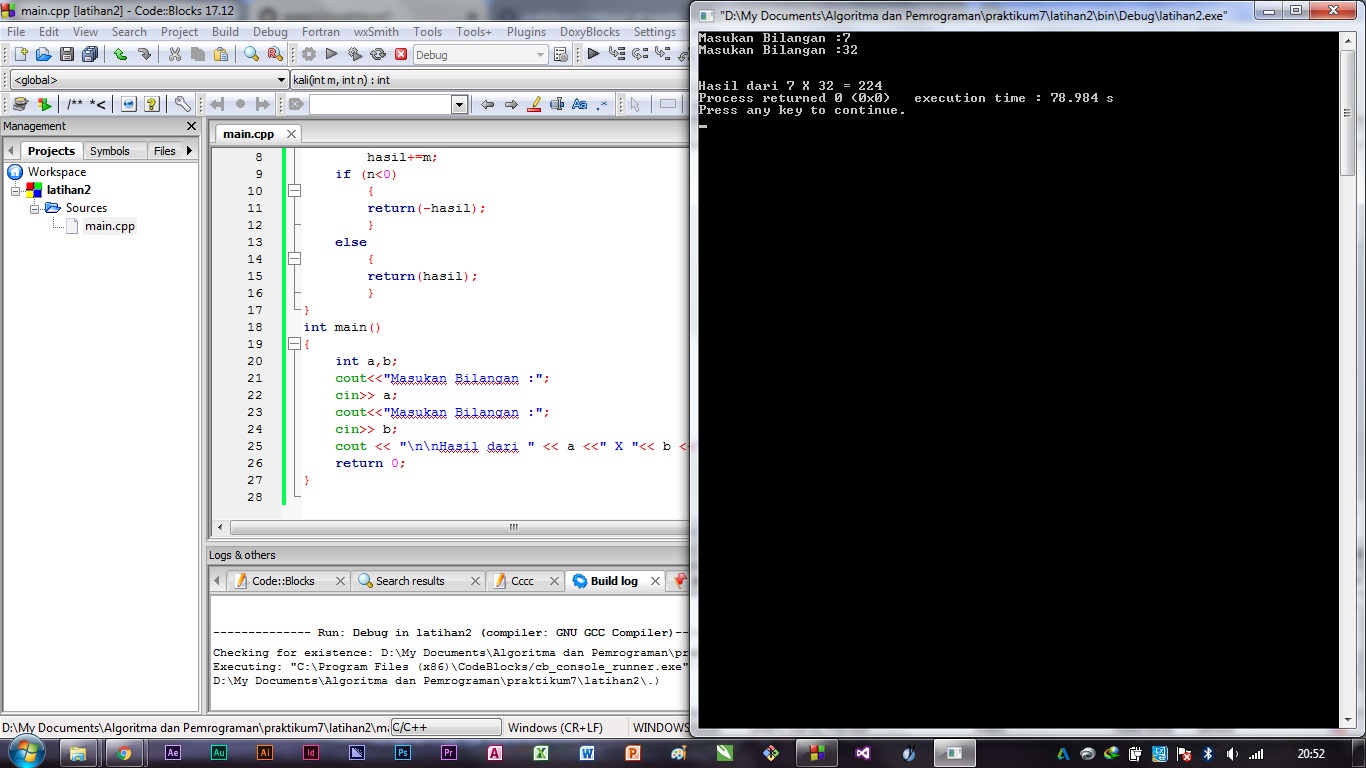 main.cpp [latihan2] - Code::Blocks 17.12
File Edit View Search Project Build Debug Fortran wxSmith Tools Tools+ Plugins DoxyBlocks Settings
Debug
<global>
kali(int m, int n) : int
/** *<
Aa .*
Management
Projects Symbols Files
Workspace
latihan2
Sources
main.cpp
main.cpp
8 hasil+=m;
9 if (n<0)
10 {
11 return(-hasil);
12 }
13 else
14 {
15 return(hasil);
16 }
17 }
18 int main()
19 {
20 int a,b;
21 cout<<"Masukan Bilangan :";
22 cin>> a;
23 cout<<"Masukan Bilangan :";
24 cin>> b;
25 cout << "\n\nHasil dari " << a <<" X "<< b <
26 return 0;
27 }
28
Logs & others
Code::Blocks Search results Cccc Build log
-------------- Run: Debug in latihan2 (compiler: GNU GCC Compiler)--
Checking for existence: D:\My Documents\Algoritma dan Pemrograman\pr
Executing: "C:\Program Files (x86)\CodeBlocks/cb_console_runner.exe"
D:\My Documents\Algoritma dan Pemrograman\praktikum7\latihan2\.)
D:\My Documents\Algoritma dan Pemrograman\praktikum7\latihan2\ma C/C++ Windows (CR+LF) WINDOWS
"D:\My Documents\Algoritma dan Pemrograman\praktikum7\latihan2\bin\Debug\latihan2.exe"
Masukan Bilangan :7
Masukan Bilangan :32
Hasil dari 7 X 32 = 224
Process returned 0 (0x0) execution time : 78.984 s
Press any key to continue.
Ae Au Ai Id Ps Pr A X W P
20:52